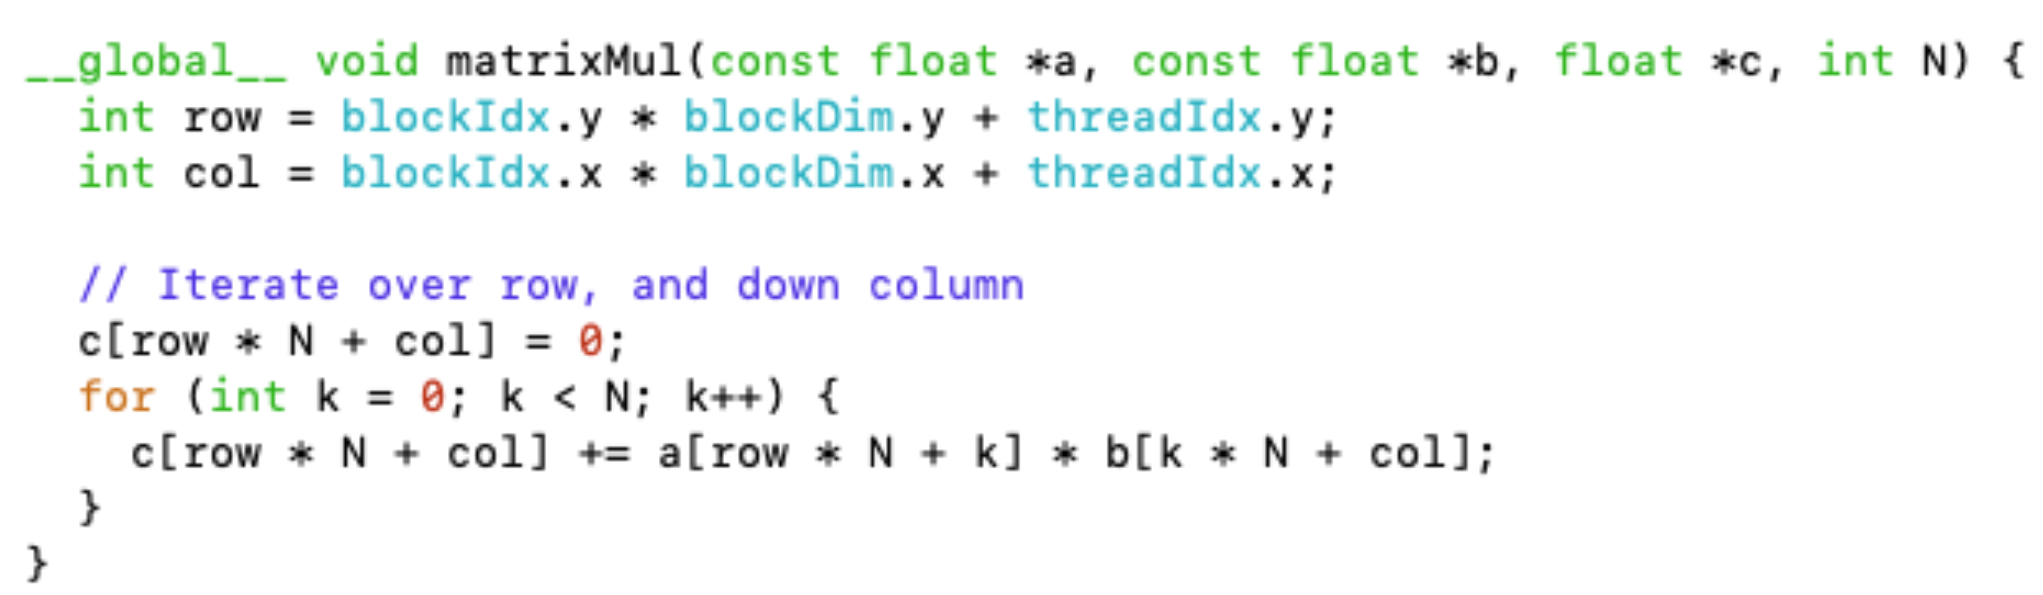 __global__ void matrixMul(const float *a, const float *b, float *c, int N) {
  int row = blockIdx.y * blockDim.y + threadIdx.y;
  int col = blockIdx.x * blockDim.x + threadIdx.x;

  // Iterate over row, and down column
  c[row * N + col] = 0;
  for (int k = 0; k < N; k++) {
    c[row * N + col] += a[row * N + k] * b[k * N + col];
  }
}